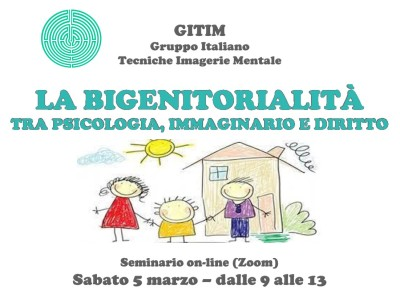 GITIM
Gruppo Italiano
Tecniche Imagerie Mentale
LA BIGENITORIALITÀ
TRA PSICOLOGIA, IMMAGINARIO E DIRITTO
Seminario on-line (Zoom)
Sabato 5 marzo – dalle 9 alle 13